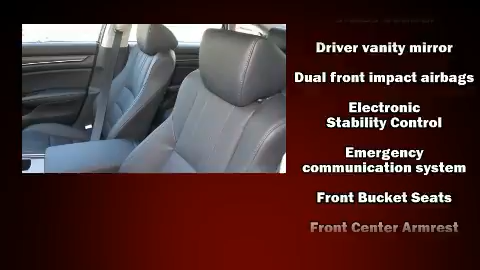 Driver vanity mirror
Dual front impact airbags
Electronic
Stability Control
Emergency
communication system
Front Bucket Seats
Front Center Armrest